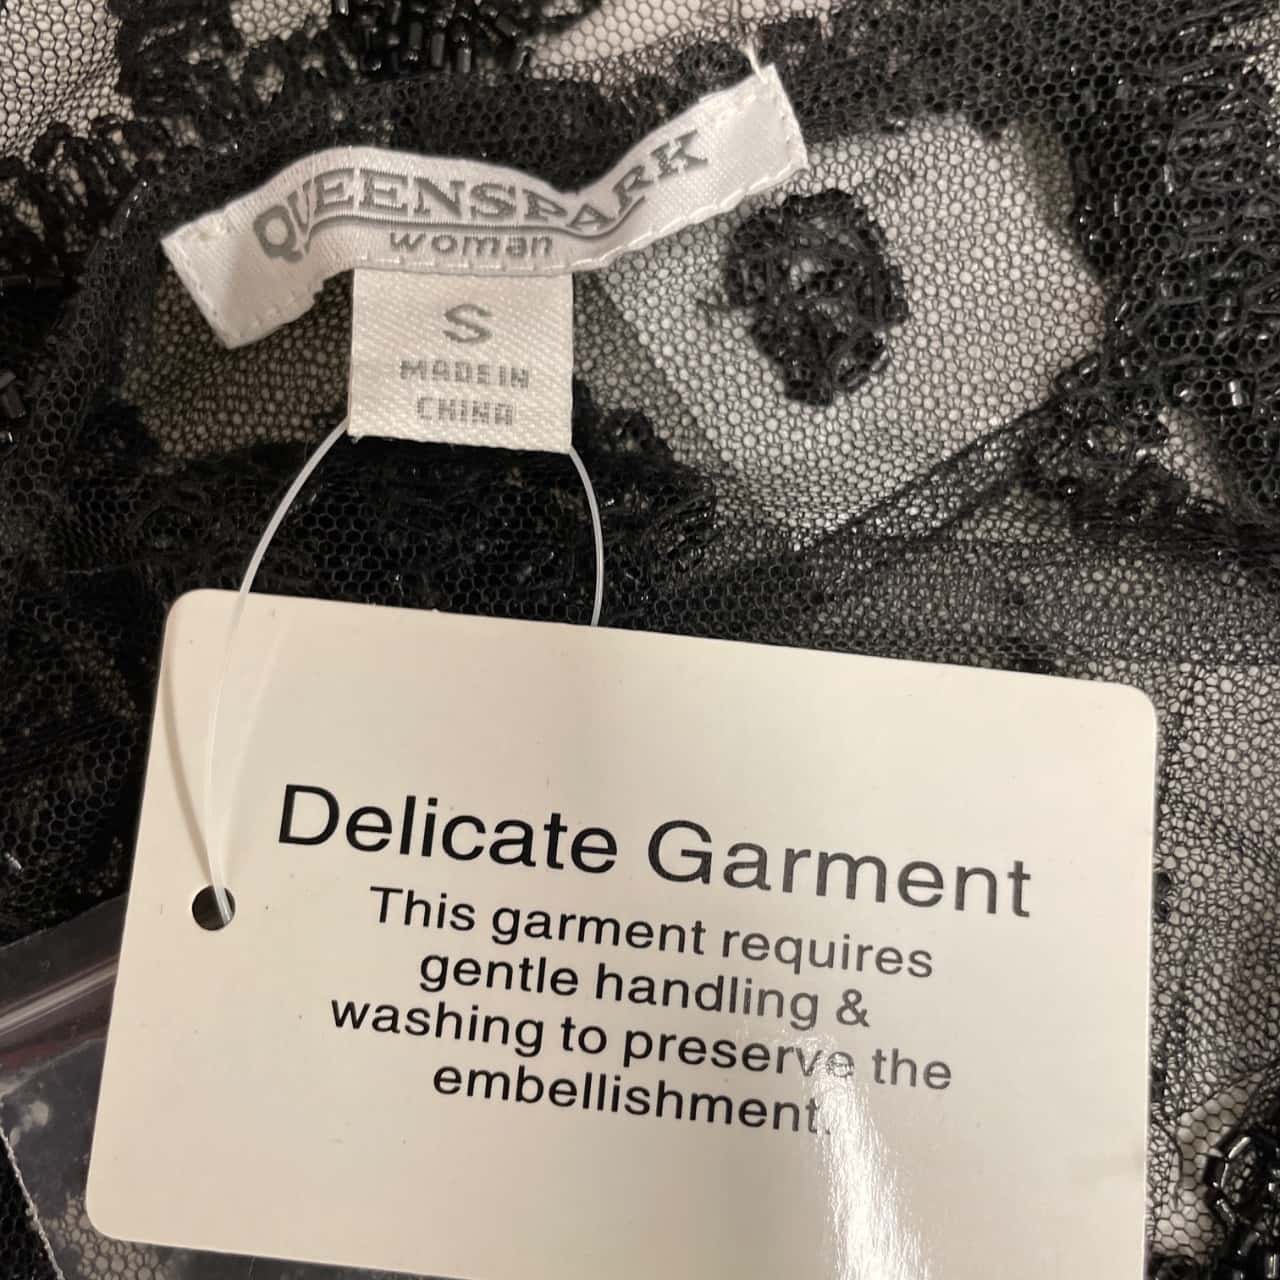 QUEENSPARK
woman
S
MADE IN
CHINA
Delicate Garment
This garment requires
gentle handling &
washing to preserve the
embellishment.